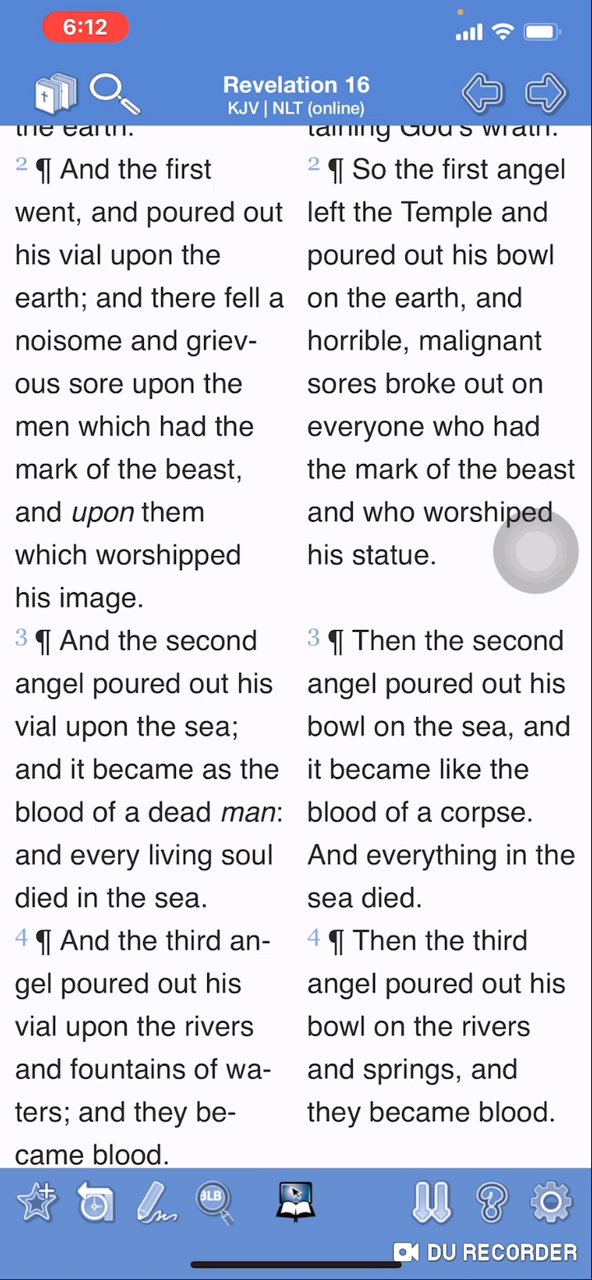 6:12
Revelation 16
KJV | NLT (online)
the earth.
2 ¶ And the first
went, and poured out
his vial upon the
earth; and there fell a
noisome and griev-
ous sore upon the
men which had the
mark of the beast,
and upon them
which worshipped
his image.
3 ¶ And the second
angel poured out his
vial upon the sea;
and it became as the
blood of a dead man:
and every living soul
died in the sea.
4 ¶ And the third an-
gel poured out his
vial upon the rivers
and fountains of wa-
ters; and they be-
came blood.
taining God's wrath.
2 ¶ So the first angel
left the Temple and
poured out his bowl
on the earth, and
horrible, malignant
sores broke out on
everyone who had
the mark of the beast
and who worshiped
his statue.
3 ¶ Then the second
angel poured out his
bowl on the sea, and
it became like the
blood of a corpse.
And everything in the
sea died.
4 ¶ Then the third
angel poured out his
bowl on the rivers
and springs, and
they became blood.
BLB
DU RECORDER